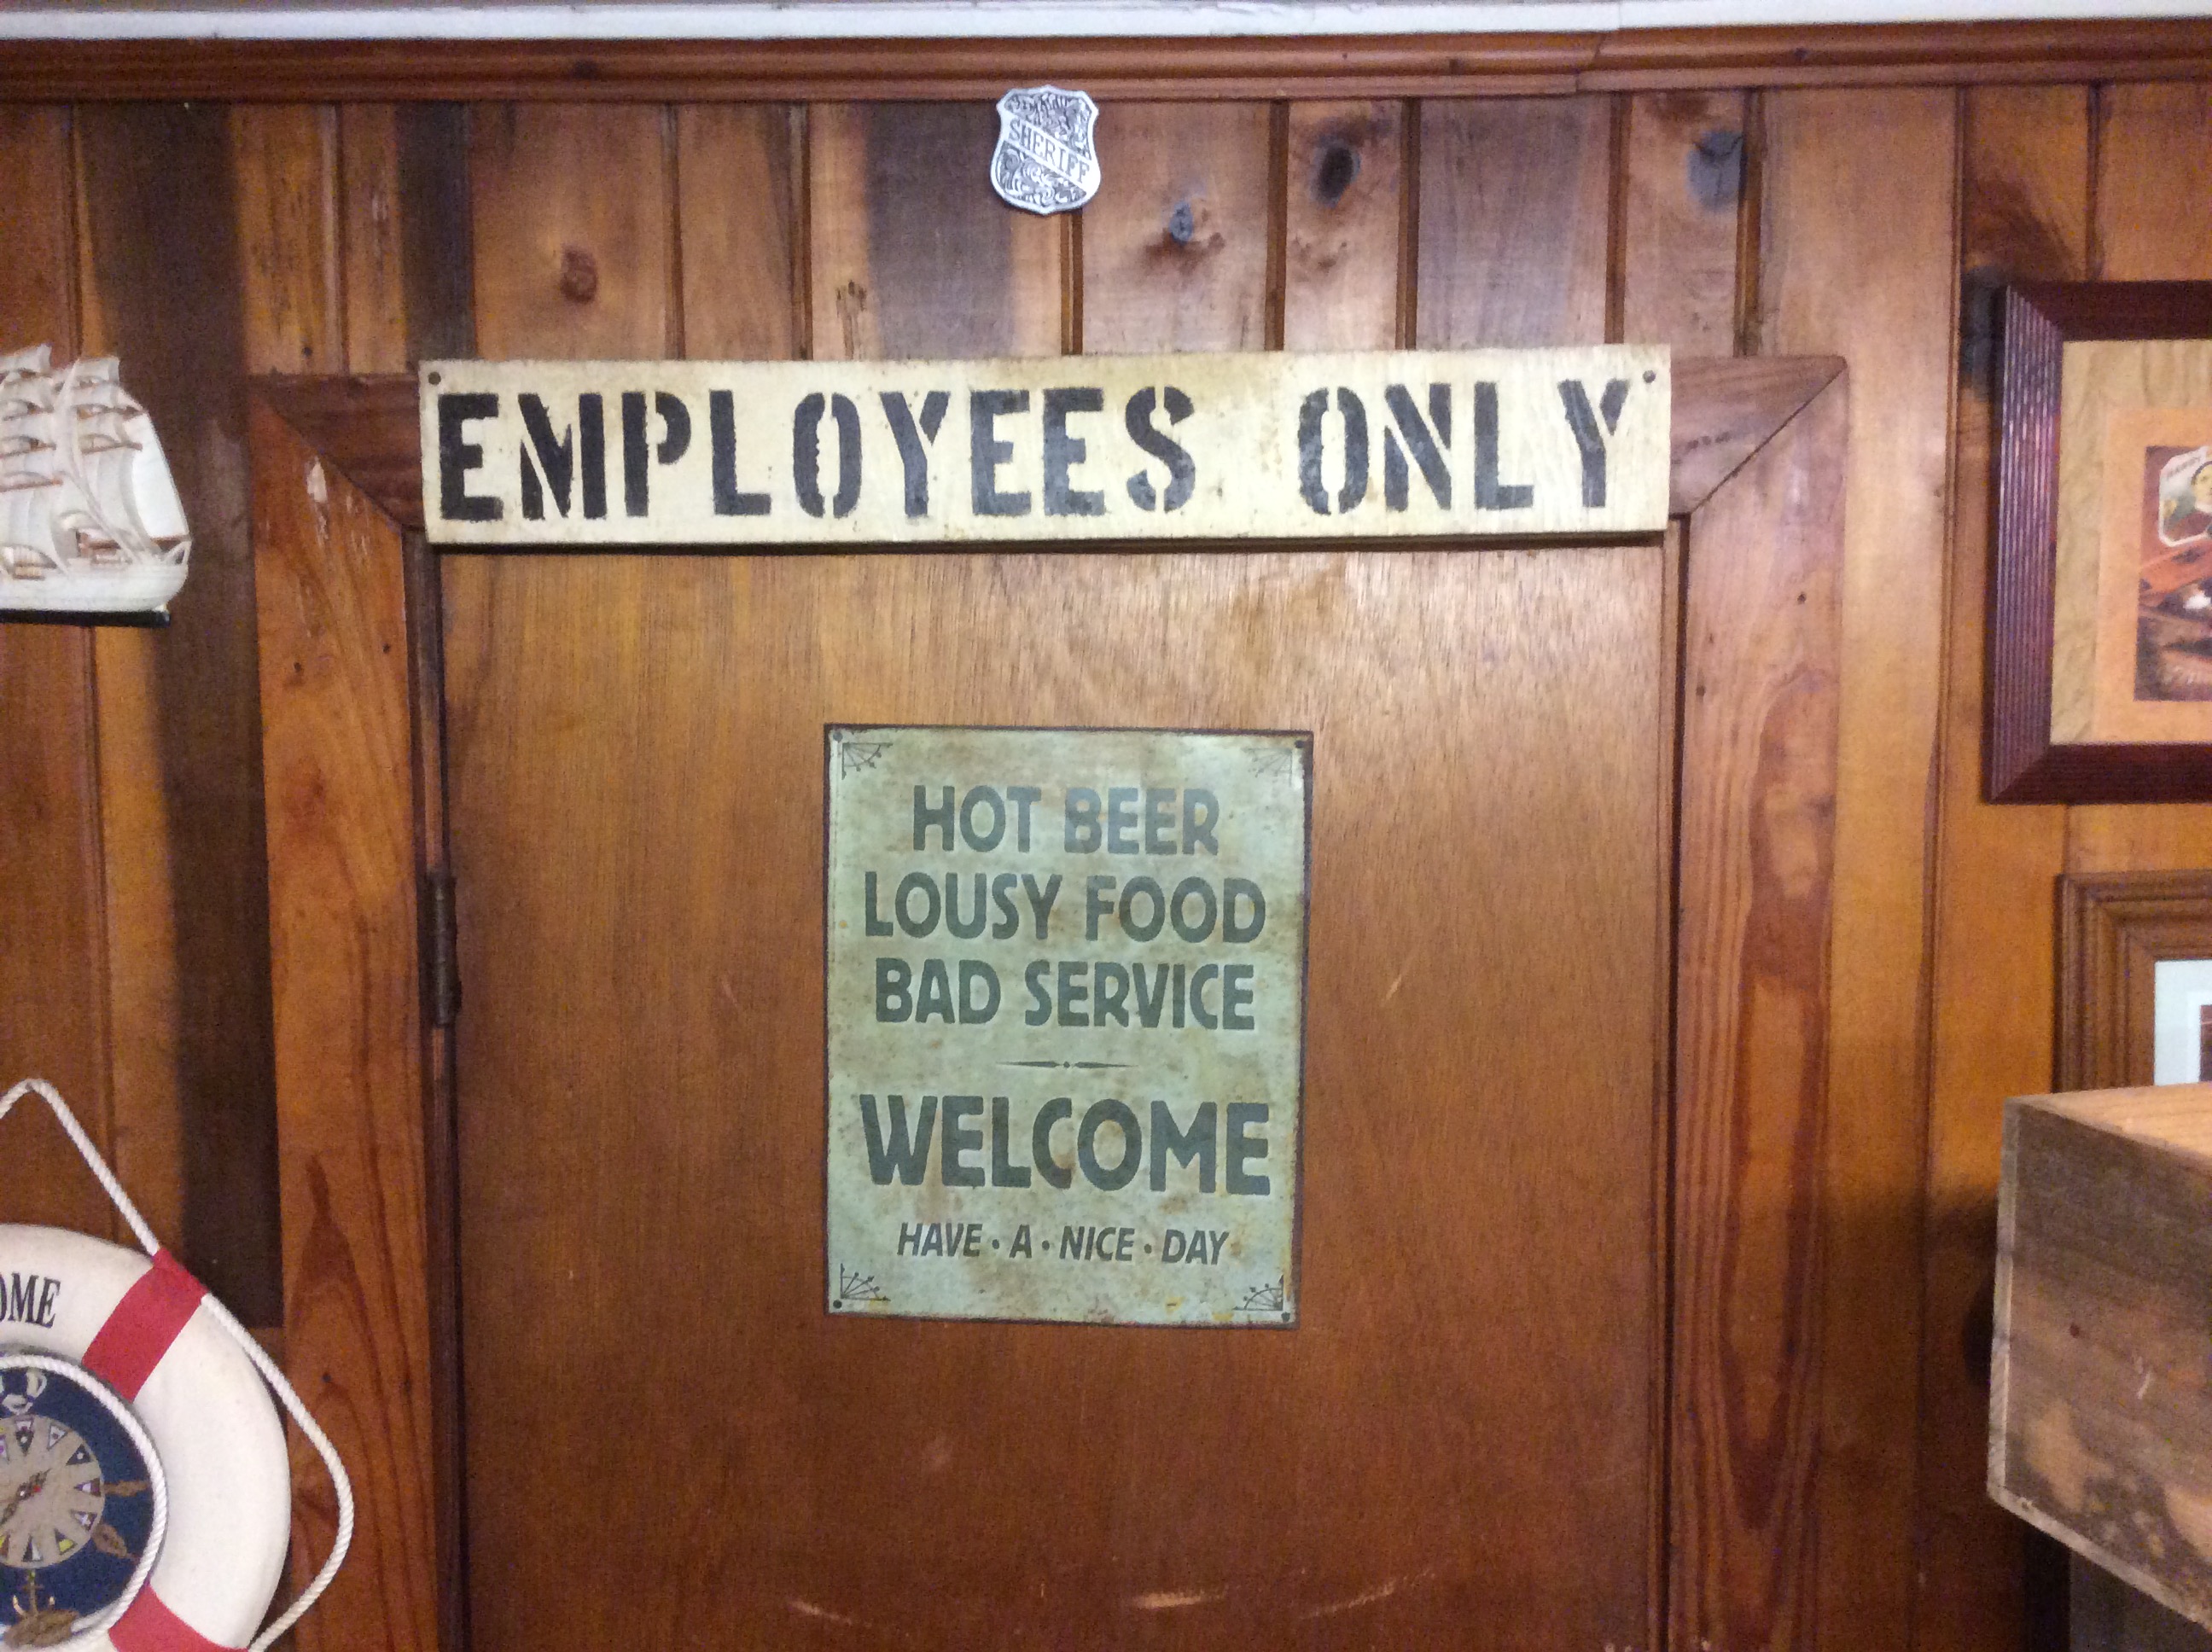 SHERIFF
EMPLOYEES ONLY
HOT BEER
LOUSY FOOD
BAD SERVICE
WELCOME
HAVE · A · NICE · DAY
OME